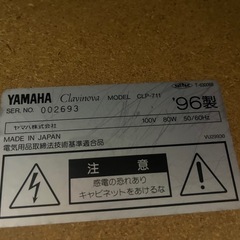 YAMAHA Clavinova MODEL CLP-711
SER. NO. 002693
'96製
100V 80W 50/60Hz
ヤマハ株式会社
MADE IN JAPAN
電気用品取締法技術基準適合品
注意
感電の恐れあり
キャビネットをあけるな